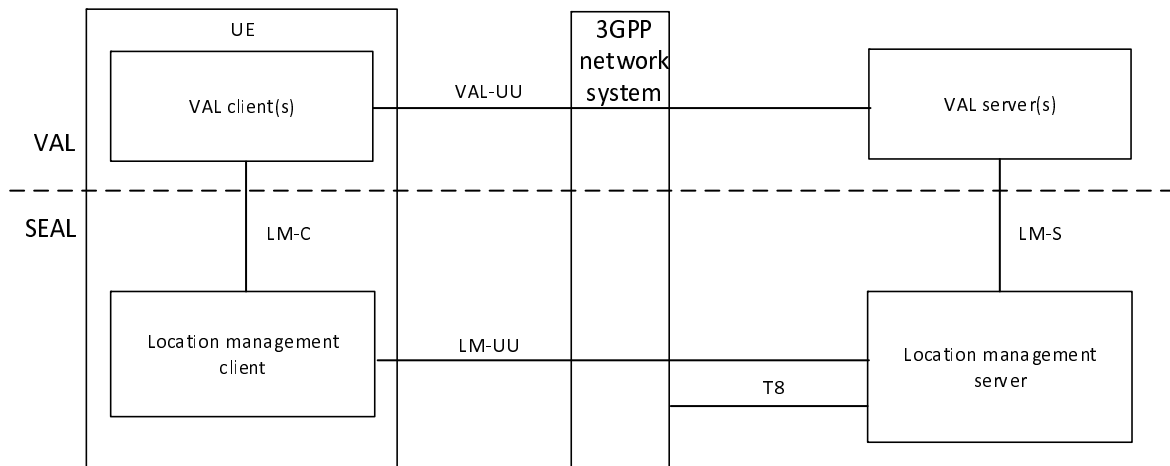 UE
3GPP
network
system
VAL client(s)
VAL-UU
VAL server(s)
VAL
SEAL
LM-C
LM-S
Location management
client
LM-UU
Location management
server
T8